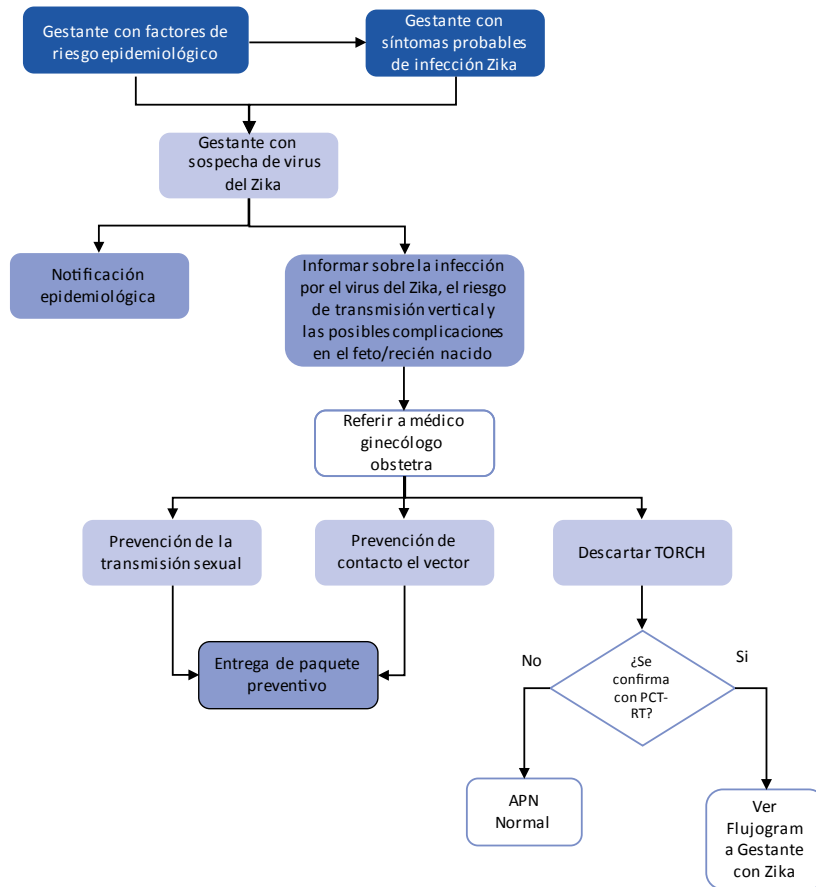 Gestante con factores de
riesgo epidemiológico
Gestante con
síntomas probables
de infección Zika
Gestante con
sospecha de virus
del Zika
Notificación
epidemiológica
Informar sobre la infección
por el virus del Zika, el riesgo
de transmisión vertical y
las posibles complicaciones
en el feto/recién nacido
Referir a médico
ginecólogo
obstetra
Prevención de la
transmisión sexual
Prevención de
contacto el vector
Descartar TORCH
Entrega de paquete
preventivo
No
¿Se
confirma
con PCT-
RT?
Si
APN
Normal
Ver
Flujogram
a Gestante
con Zika